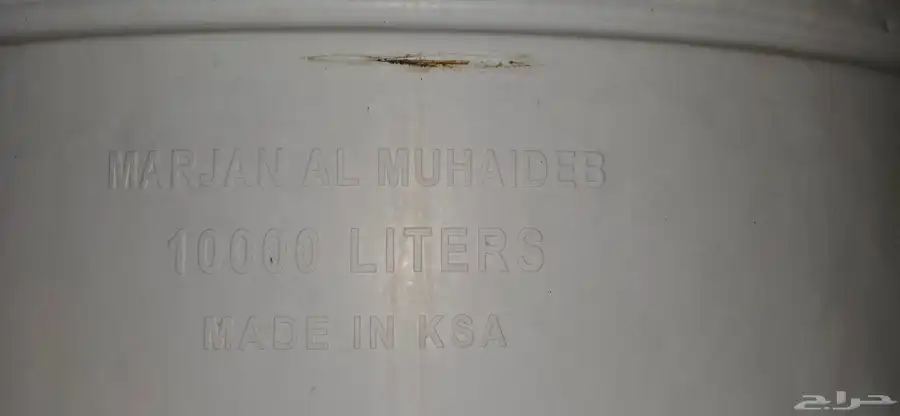 MARJAN AL MUHAIDEB
10000 LITERS
MADE IN KSA
حراج